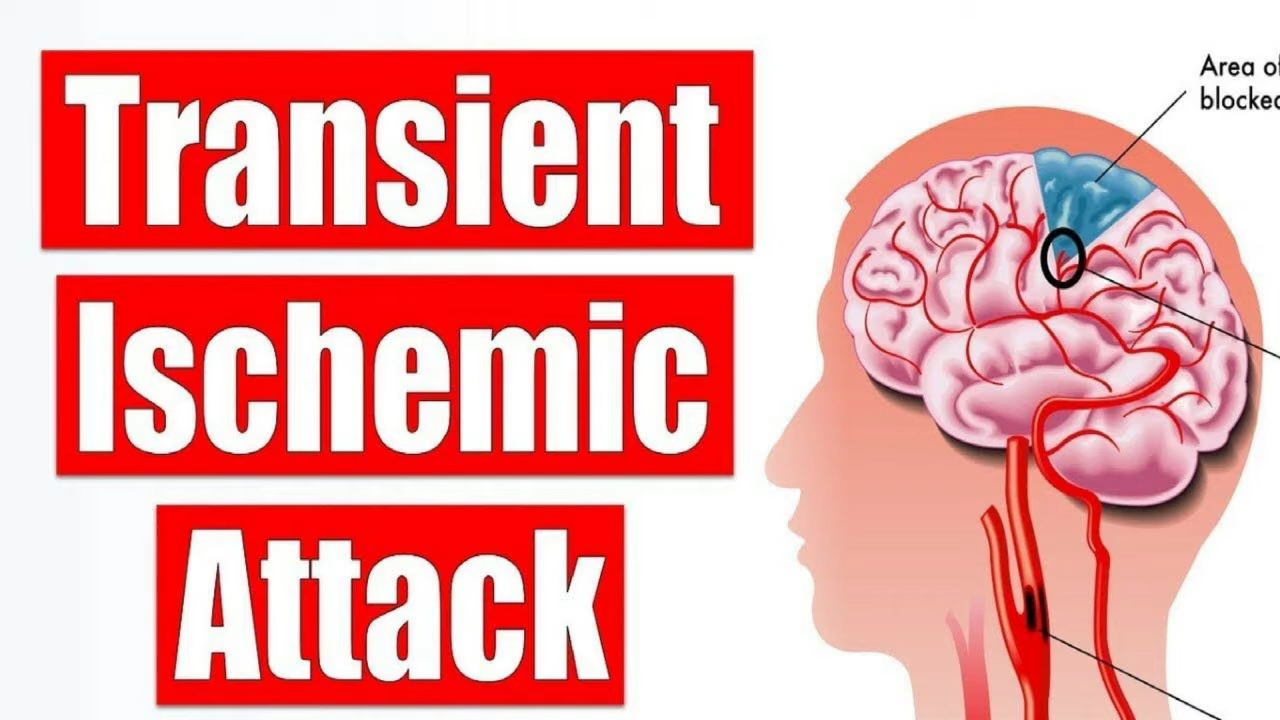 Transient
Ischemic
Attack
Area of
blocked